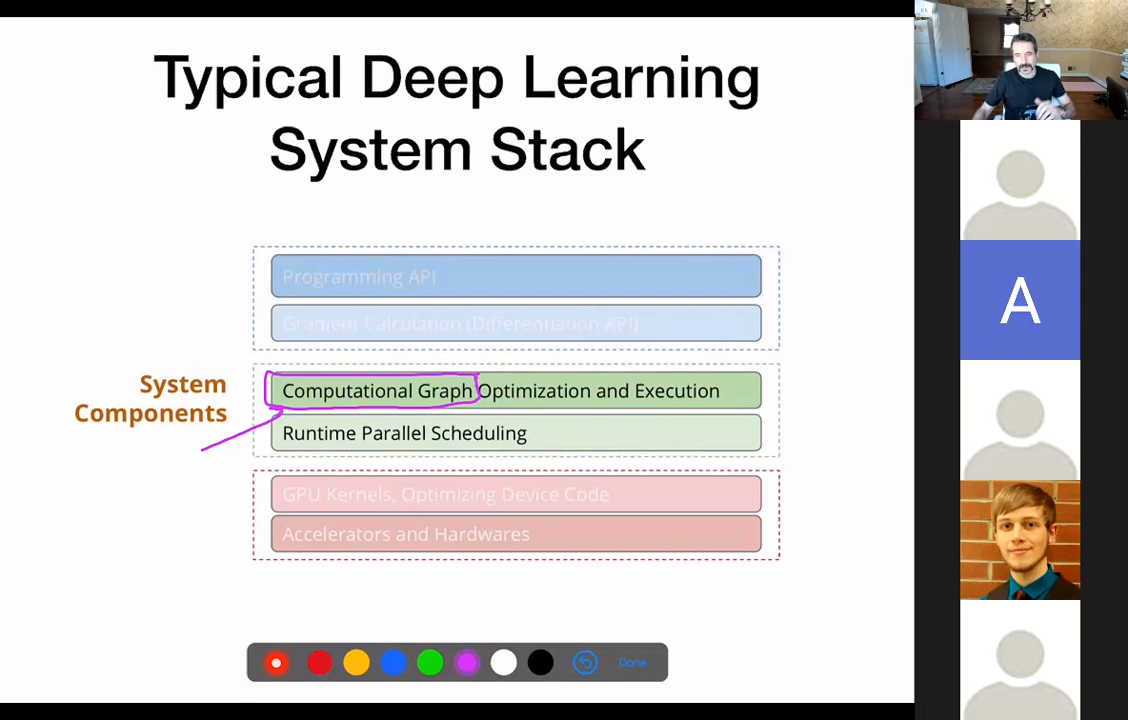 Typical Deep Learning
System Stack
Programming API
Gradient Calculation (Differentiation API)
System
Components
Computational Graph Optimization and Execution
Runtime Parallel Scheduling
GPU Kernels, Optimizing Device Code
Accelerators and Hardwares
Done
A